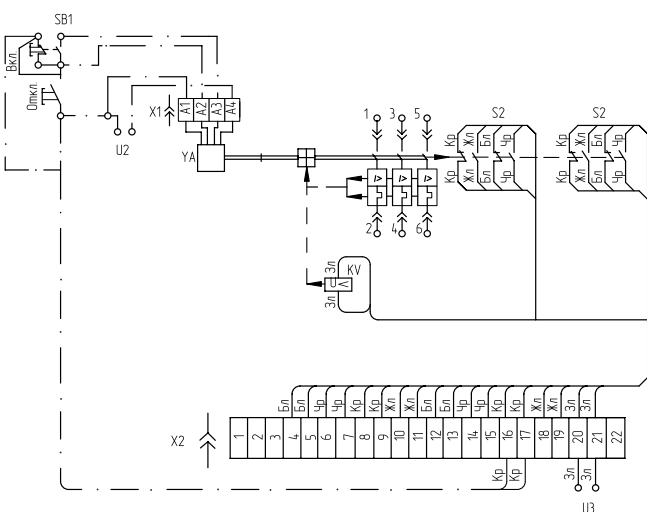 SB1
Вкл.
Откл.
X1
A1 A2 A3 A4
U2
YA
1 3 5
I> I> I>
2 4 6
S2 S2
Кр Жл Бл Чр Кр Жл Бл Чр
Кр Жл Бл Чр Кр Жл Бл Чр
Зл
KV
U <
Зл
Бл Бл Чр Чр Кр Кр Жл Жл Бл Бл Чр Чр Кр Кр Жл Жл Зл Зл
X2
1 2 3 4 5 6 7 8 9 10 11 12 13 14 15 16 17 18 19 20 21 22
Кр Кр Зл Зл
U3